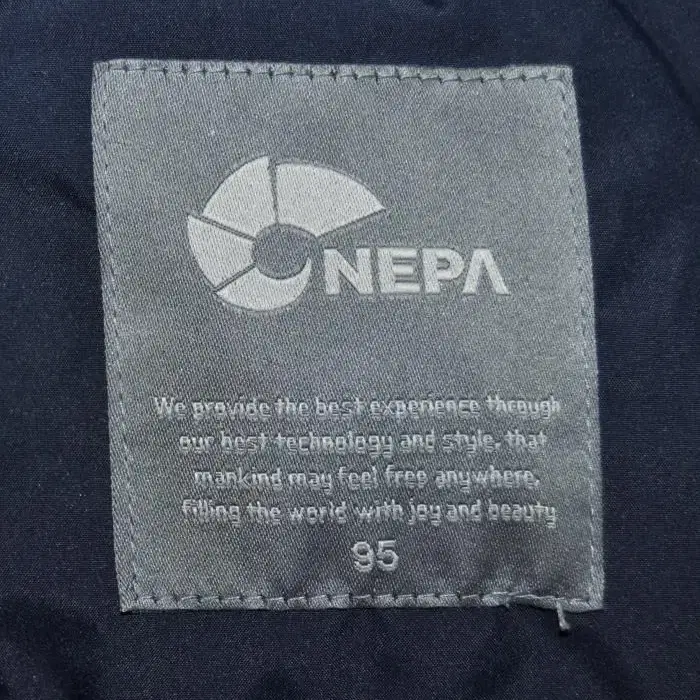 NEPA
We provide the best experience through
our best technology and style, that
mankind may feel free anywhere,
filling the world with joy and beauty
95